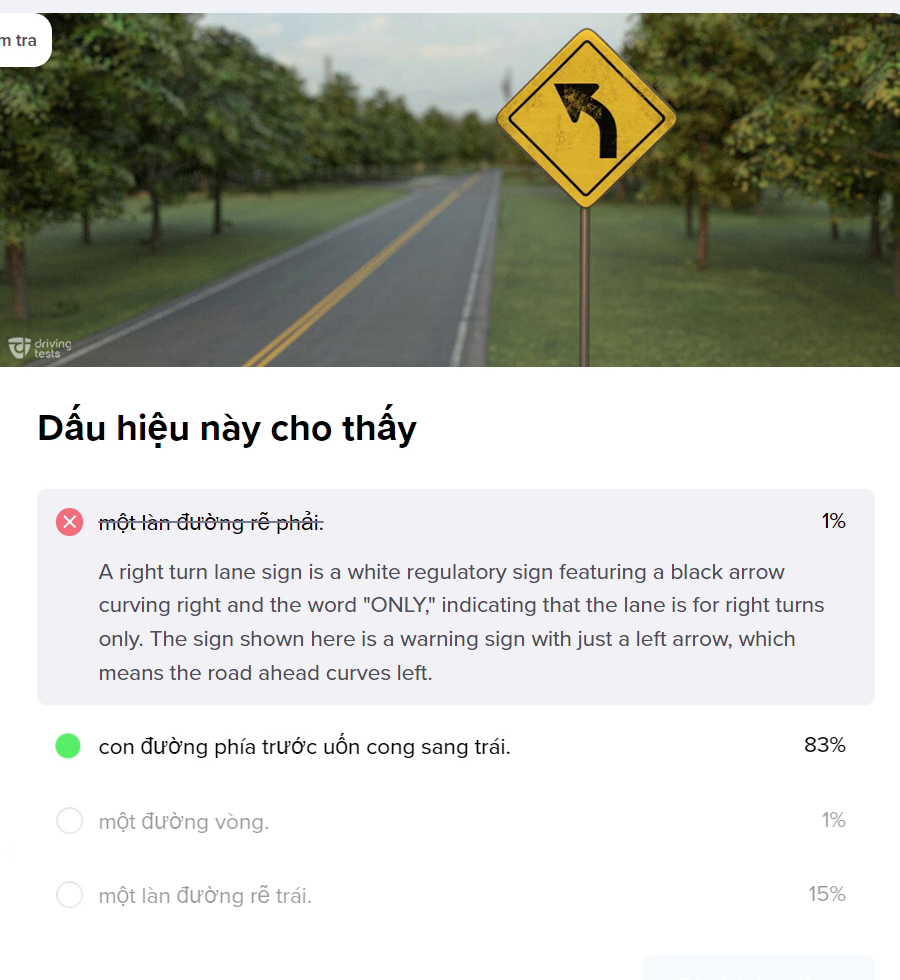 m tra
driving
tests
Dấu hiệu này cho thấy
một làn đường rẽ phải.
1%
A right turn lane sign is a white regulatory sign featuring a black arrow
curving right and the word "ONLY," indicating that the lane is for right turns
only. The sign shown here is a warning sign with just a left arrow, which
means the road ahead curves left.
con đường phía trước uốn cong sang trái.
83%
một đường vòng.
1%
một làn đường rẽ trái.
15%